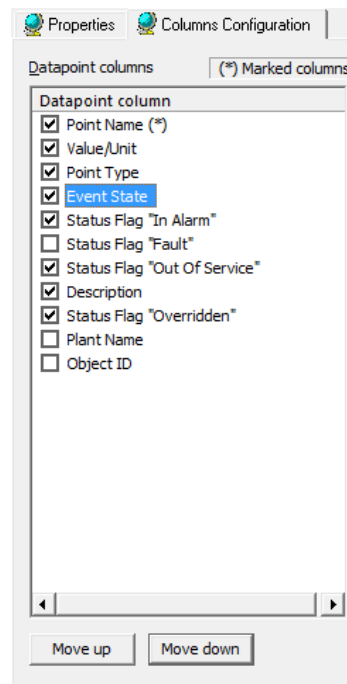 Properties Columns Configuration
Datapoint columns (*) Marked columns
Datapoint column
Point Name (*)
Value/Unit
Point Type
Event State
Status Flag "In Alarm"
Status Flag "Fault"
Status Flag "Out Of Service"
Description
Status Flag "Overridden"
Plant Name
Object ID
Move up Move down